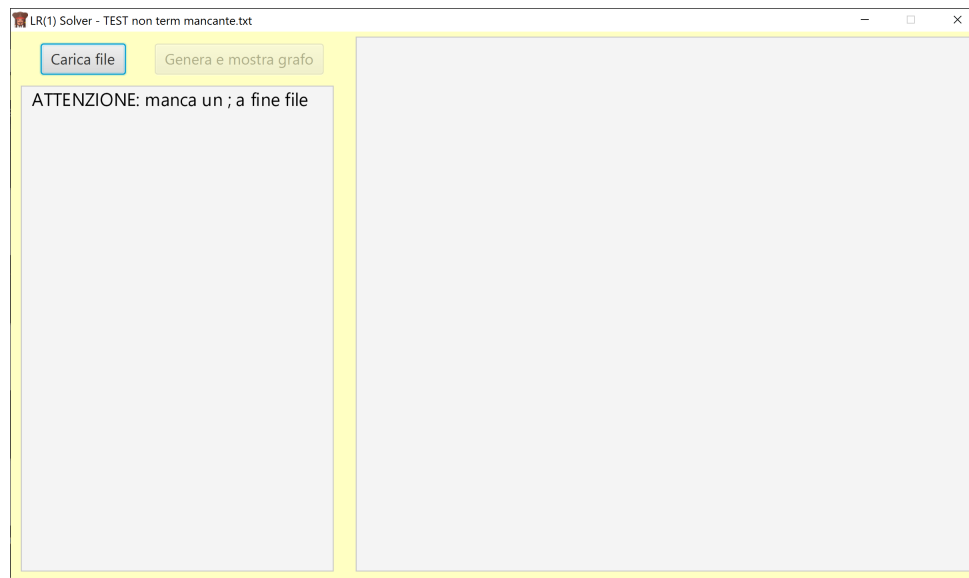 LR(1) Solver - TEST non term mancante.txt
Carica file
Genera e mostra grafo
ATTENZIONE: manca un ; a fine file